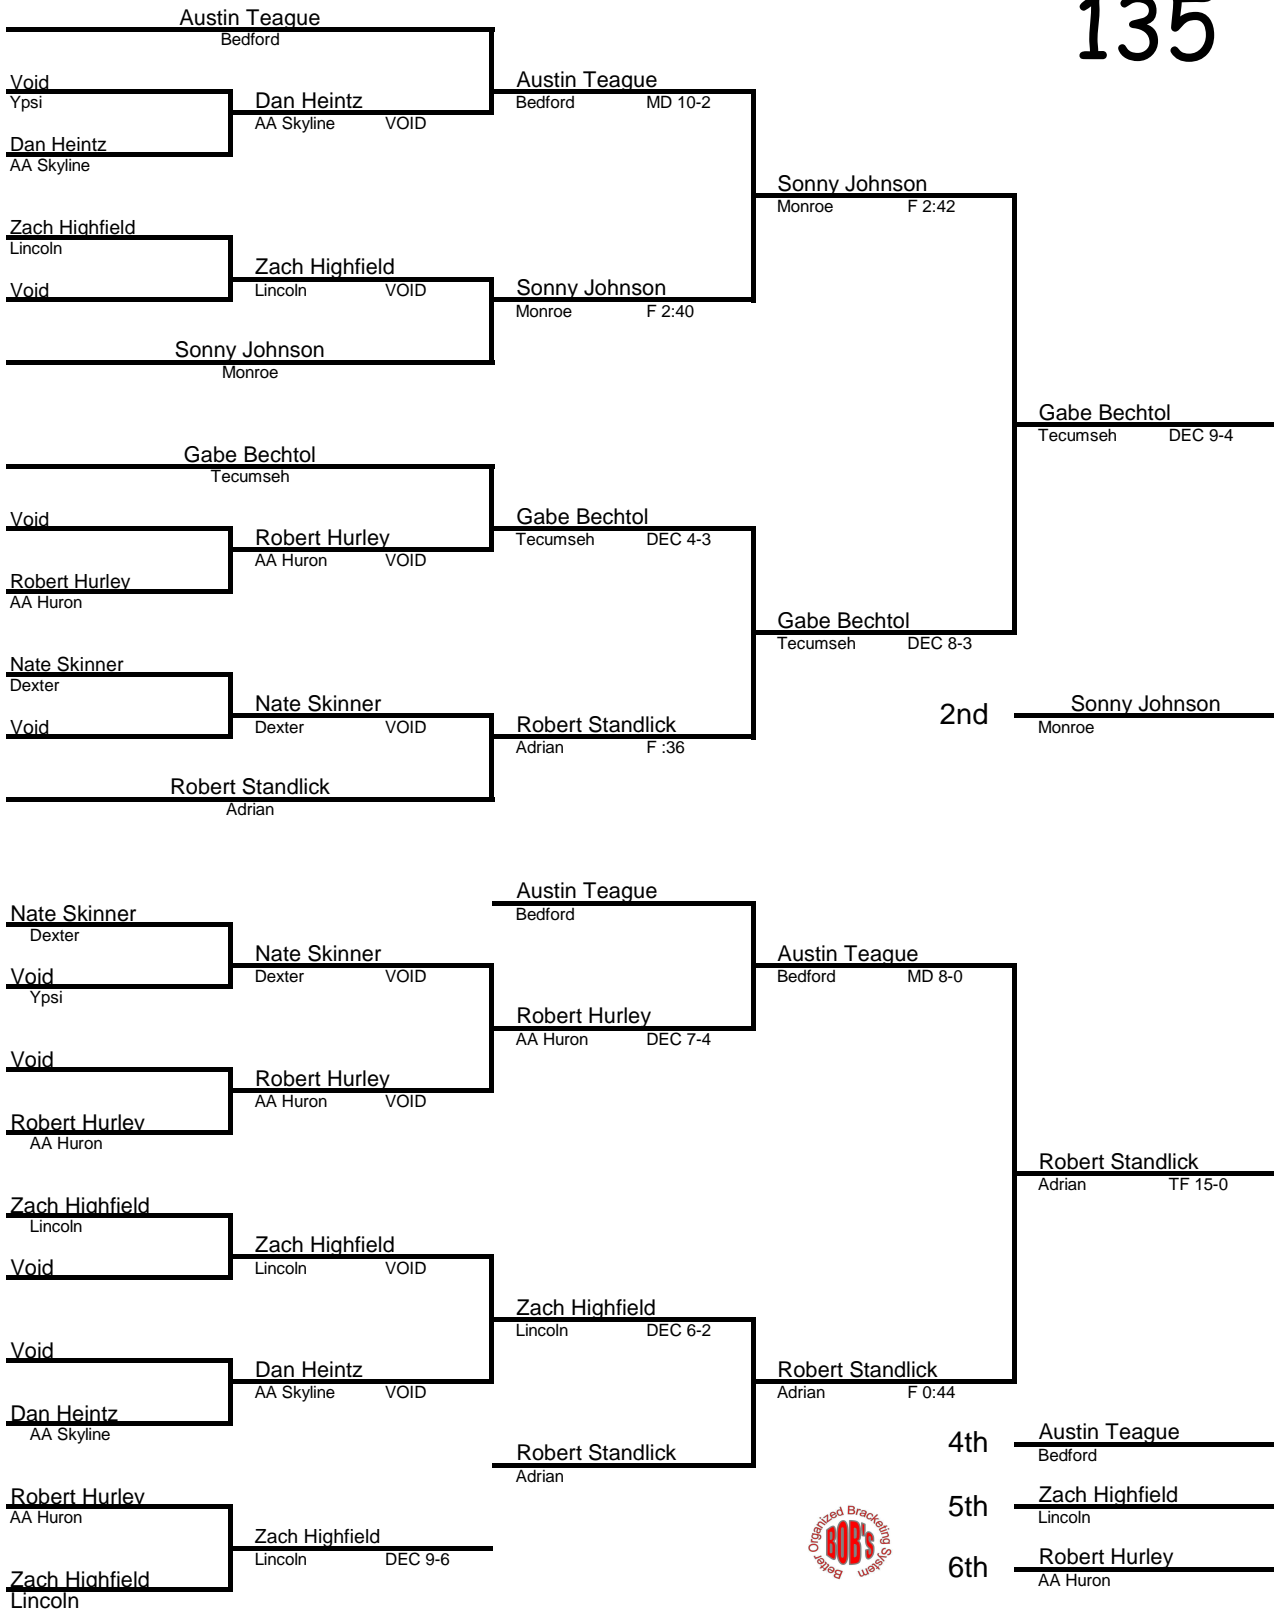 135
Austin Teague
Bedford
Void
Ypsi
Dan Heintz
AA Skyline
Dan Heintz
AA Skyline VOID
Austin Teague
Bedford MD 10-2
Zach Highfield
Lincoln
Void
Zach Highfield
Lincoln VOID
Sonny Johnson
Monroe
Sonny Johnson
Monroe F 2:40
Sonny Johnson
Monroe F 2:42
Gabe Bechtol
Tecumseh
Void
Robert Hurley
AA Huron
Robert Hurley
AA Huron VOID
Gabe Bechtol
Tecumseh DEC 4-3
Nate Skinner
Dexter
Void
Nate Skinner
Dexter VOID
Robert Standlick
Adrian
Robert Standlick
Adrian F :36
Gabe Bechtol
Tecumseh DEC 8-3
Gabe Bechtol
Tecumseh DEC 9-4
2nd Sonny Johnson
Monroe
Nate Skinner
Dexter
Void
Ypsi
Nate Skinner
Dexter VOID
Void
Robert Hurley
AA Huron
Robert Hurley
AA Huron VOID
Austin Teague
Bedford
Robert Hurley
AA Huron DEC 7-4
Austin Teague
Bedford MD 8-0
Zach Highfield
Lincoln
Void
Zach Highfield
Lincoln VOID
Void
Dan Heintz
AA Skyline
Dan Heintz
AA Skyline VOID
Zach Highfield
Lincoln DEC 6-2
Robert Standlick
Adrian
Robert Standlick
Adrian F 0:44
Robert Standlick
Adrian TF 15-0
Robert Hurley
AA Huron
Zach Highfield
Lincoln
Zach Highfield
Lincoln DEC 9-6
Better Organized Bracketing System
BOB'S
4th Austin Teague
Bedford
5th Zach Highfield
Lincoln
6th Robert Hurley
AA Huron